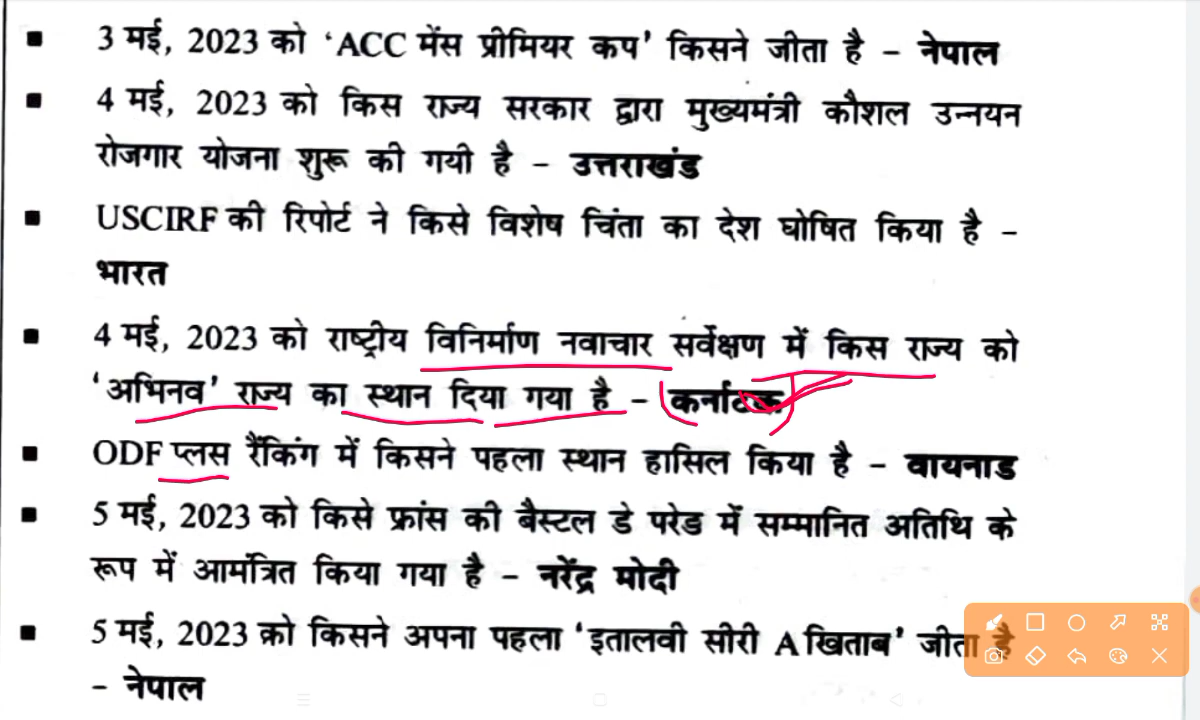 ▪ 3 मई, 2023 को ‘ACC मेंस प्रीमियर कप’ किसने जीता है – नेपाल
▪ 4 मई, 2023 को किस राज्य सरकार द्वारा मुख्यमंत्री कौशल उन्नयन
रोजगार योजना शुरू की गयी है – उत्तराखंड
▪ USCIRF की रिपोर्ट ने किसे विशेष चिंता का देश घोषित किया है –
भारत
▪ 4 मई, 2023 को राष्ट्रीय विनिर्माण नवाचार सर्वेक्षण में किस राज्य को
‘अभिनव’ राज्य का स्थान दिया गया है – कर्नाटक
▪ ODF प्लस रैंकिंग में किसने पहला स्थान हासिल किया है – वायनाड
▪ 5 मई, 2023 को किसे फ्रांस की बैस्टल डे परेड में सम्मानित अतिथि के
रूप में आमंत्रित किया गया है – नरेंद्र मोदी
▪ 5 मई, 2023 को किसने अपना पहला ‘इतालवी सीरी A खिताब’ जीता है
– नेपाल